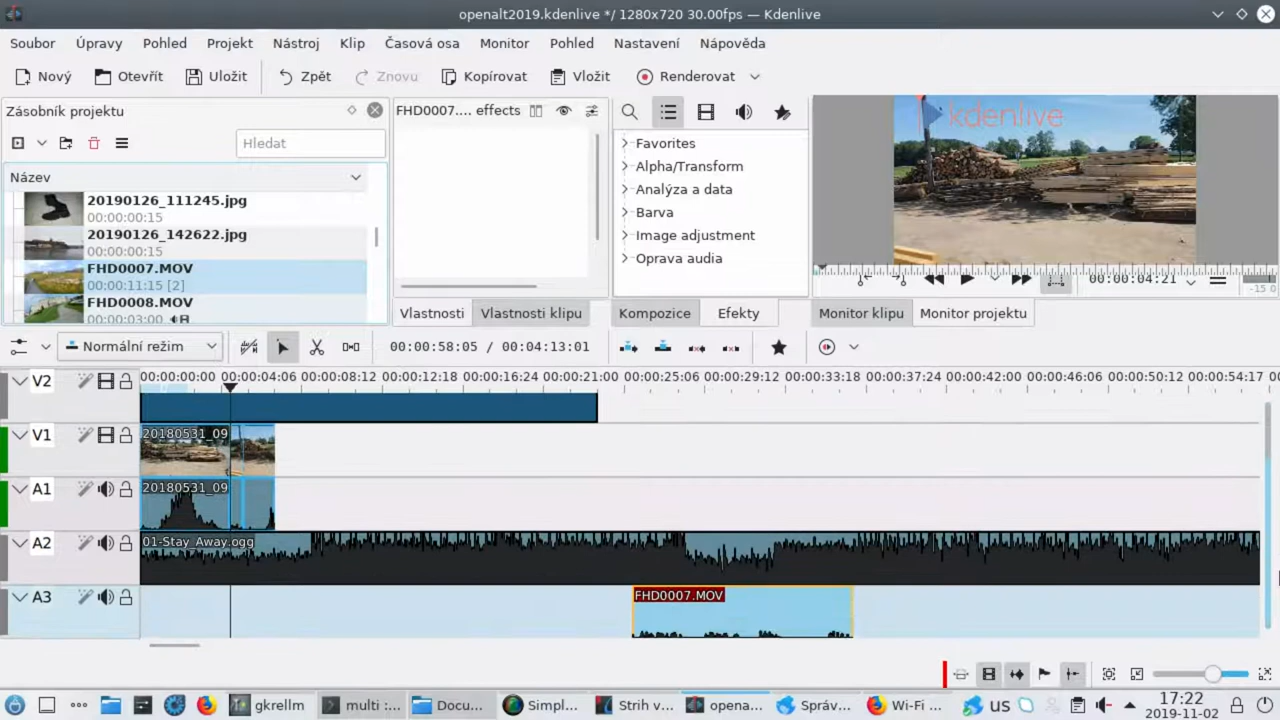 openalt2019.kdenlive */ 1280x720 30.00fps — Kdenlive
Soubor Úpravy Pohled Projekt Nástroj Klip Časová osa Monitor Pohled Nastavení Nápověda
Nový Otevřít Uložit Zpět Znovu Kopírovat Vložit Renderovat
Zásobník projektu
FHD0007.... effects
kdenlive
Hledat
Název
20190126_111245.jpg
00:00:00:15
20190126_142622.jpg
00:00:00:15
FHD0007.MOV
00:00:11:15 [2]
FHD0008.MOV
00:00:03:00
Favorites
Alpha/Transform
Analýza a data
Barva
Image adjustment
Oprava audia
00:00:04:21
-15 0
Vlastnosti Vlastnosti klipu Kompozice Efekty Monitor klipu Monitor projektu
Normální režim 00:00:58:05 / 00:04:13:01
00:00:00:00 00:00:04:06 00:00:08:12 00:00:12:18 00:00:16:24 00:00:21:00 00:00:25:06 00:00:29:12 00:00:33:18 00:00:37:24 00:00:42:00 00:00:46:06 00:00:50:12 00:00:54:17 00
V2
V1
20180531_09
A1
20180531_09
A2
01-Stay_Away.ogg
A3
FHD0007.MOV
gkrellm multi :... Docu... Simpl... Strih v... opena... Správ... Wi-Fi ... us 17:22
2019-11-02